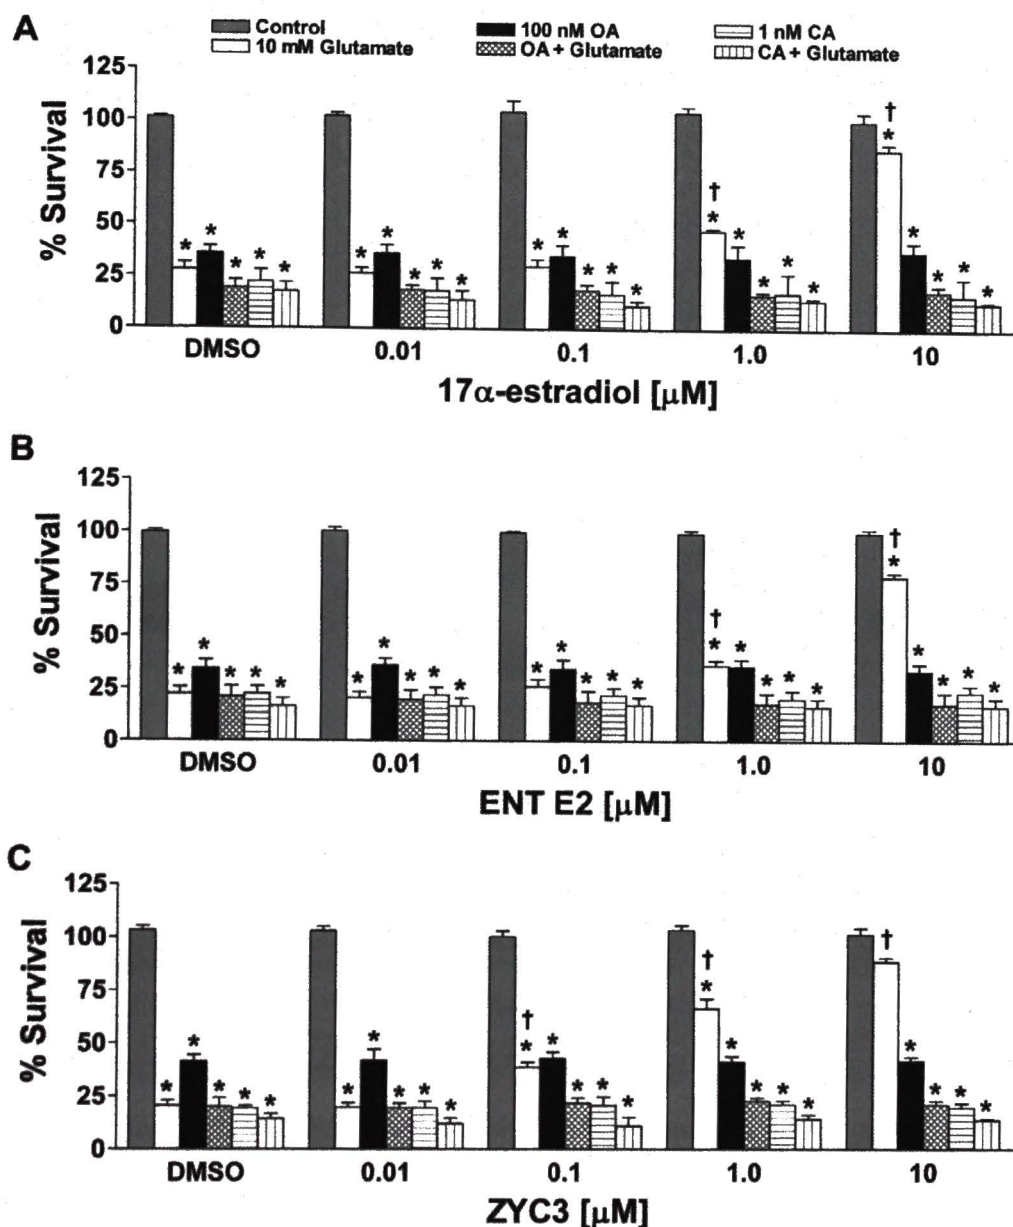 A
Control 100 nM OA 1 nM CA
10 mM Glutamate OA + Glutamate CA + Glutamate
125
100
75
50
25
0
% Survival
† *
† *
* * * * *
* * * * *
* * * * *
* * * *
* * * *
DMSO 0.01 0.1 1.0 10
17α-estradiol [μM]
B
125
100
75
50
25
0
% Survival
† *
† *
* * * * *
* * * * *
* * * * *
* * * *
* * * *
DMSO 0.01 0.1 1.0 10
ENT E2 [μM]
C
125
100
75
50
25
0
% Survival
†
† *
† *
* * * * *
* * * * *
* * * *
* * * *
* * * *
DMSO 0.01 0.1 1.0 10
ZYC3 [μM]